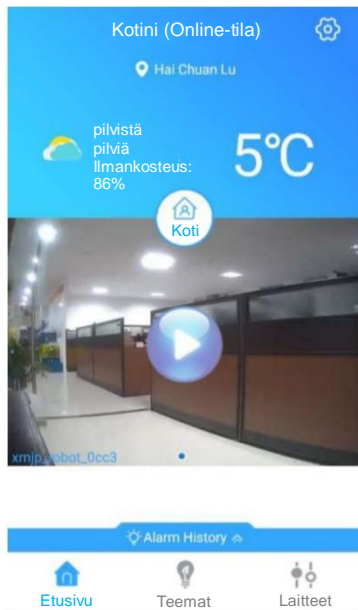 Kotini (Online-tila)
Hai Chuan Lu
pilvistä
pilviä
Ilmankosteus:
86%
5°C
Koti
xmjp_robot_0cc3
Alarm History
Etusivu
Teemat
Laitteet